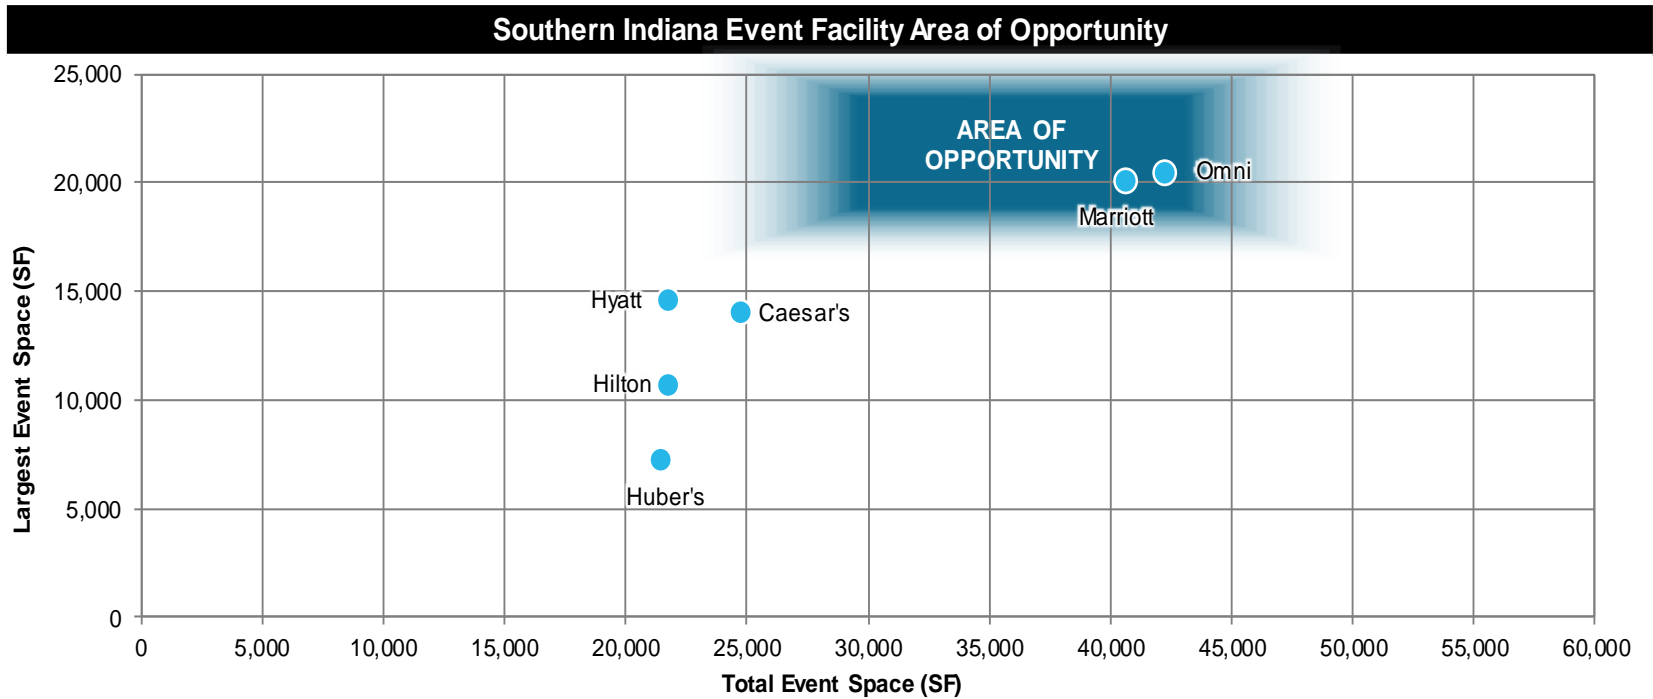 Southern Indiana Event Facility Area of Opportunity
25,000
20,000
15,000
10,000
5,000
0
Largest Event Space (SF)
AREA OF
OPPORTUNITY
Omni
Marriott
Hyatt
Caesar's
Hilton
Huber's
0 5,000 10,000 15,000 20,000 25,000 30,000 35,000 40,000 45,000 50,000 55,000 60,000
Total Event Space (SF)